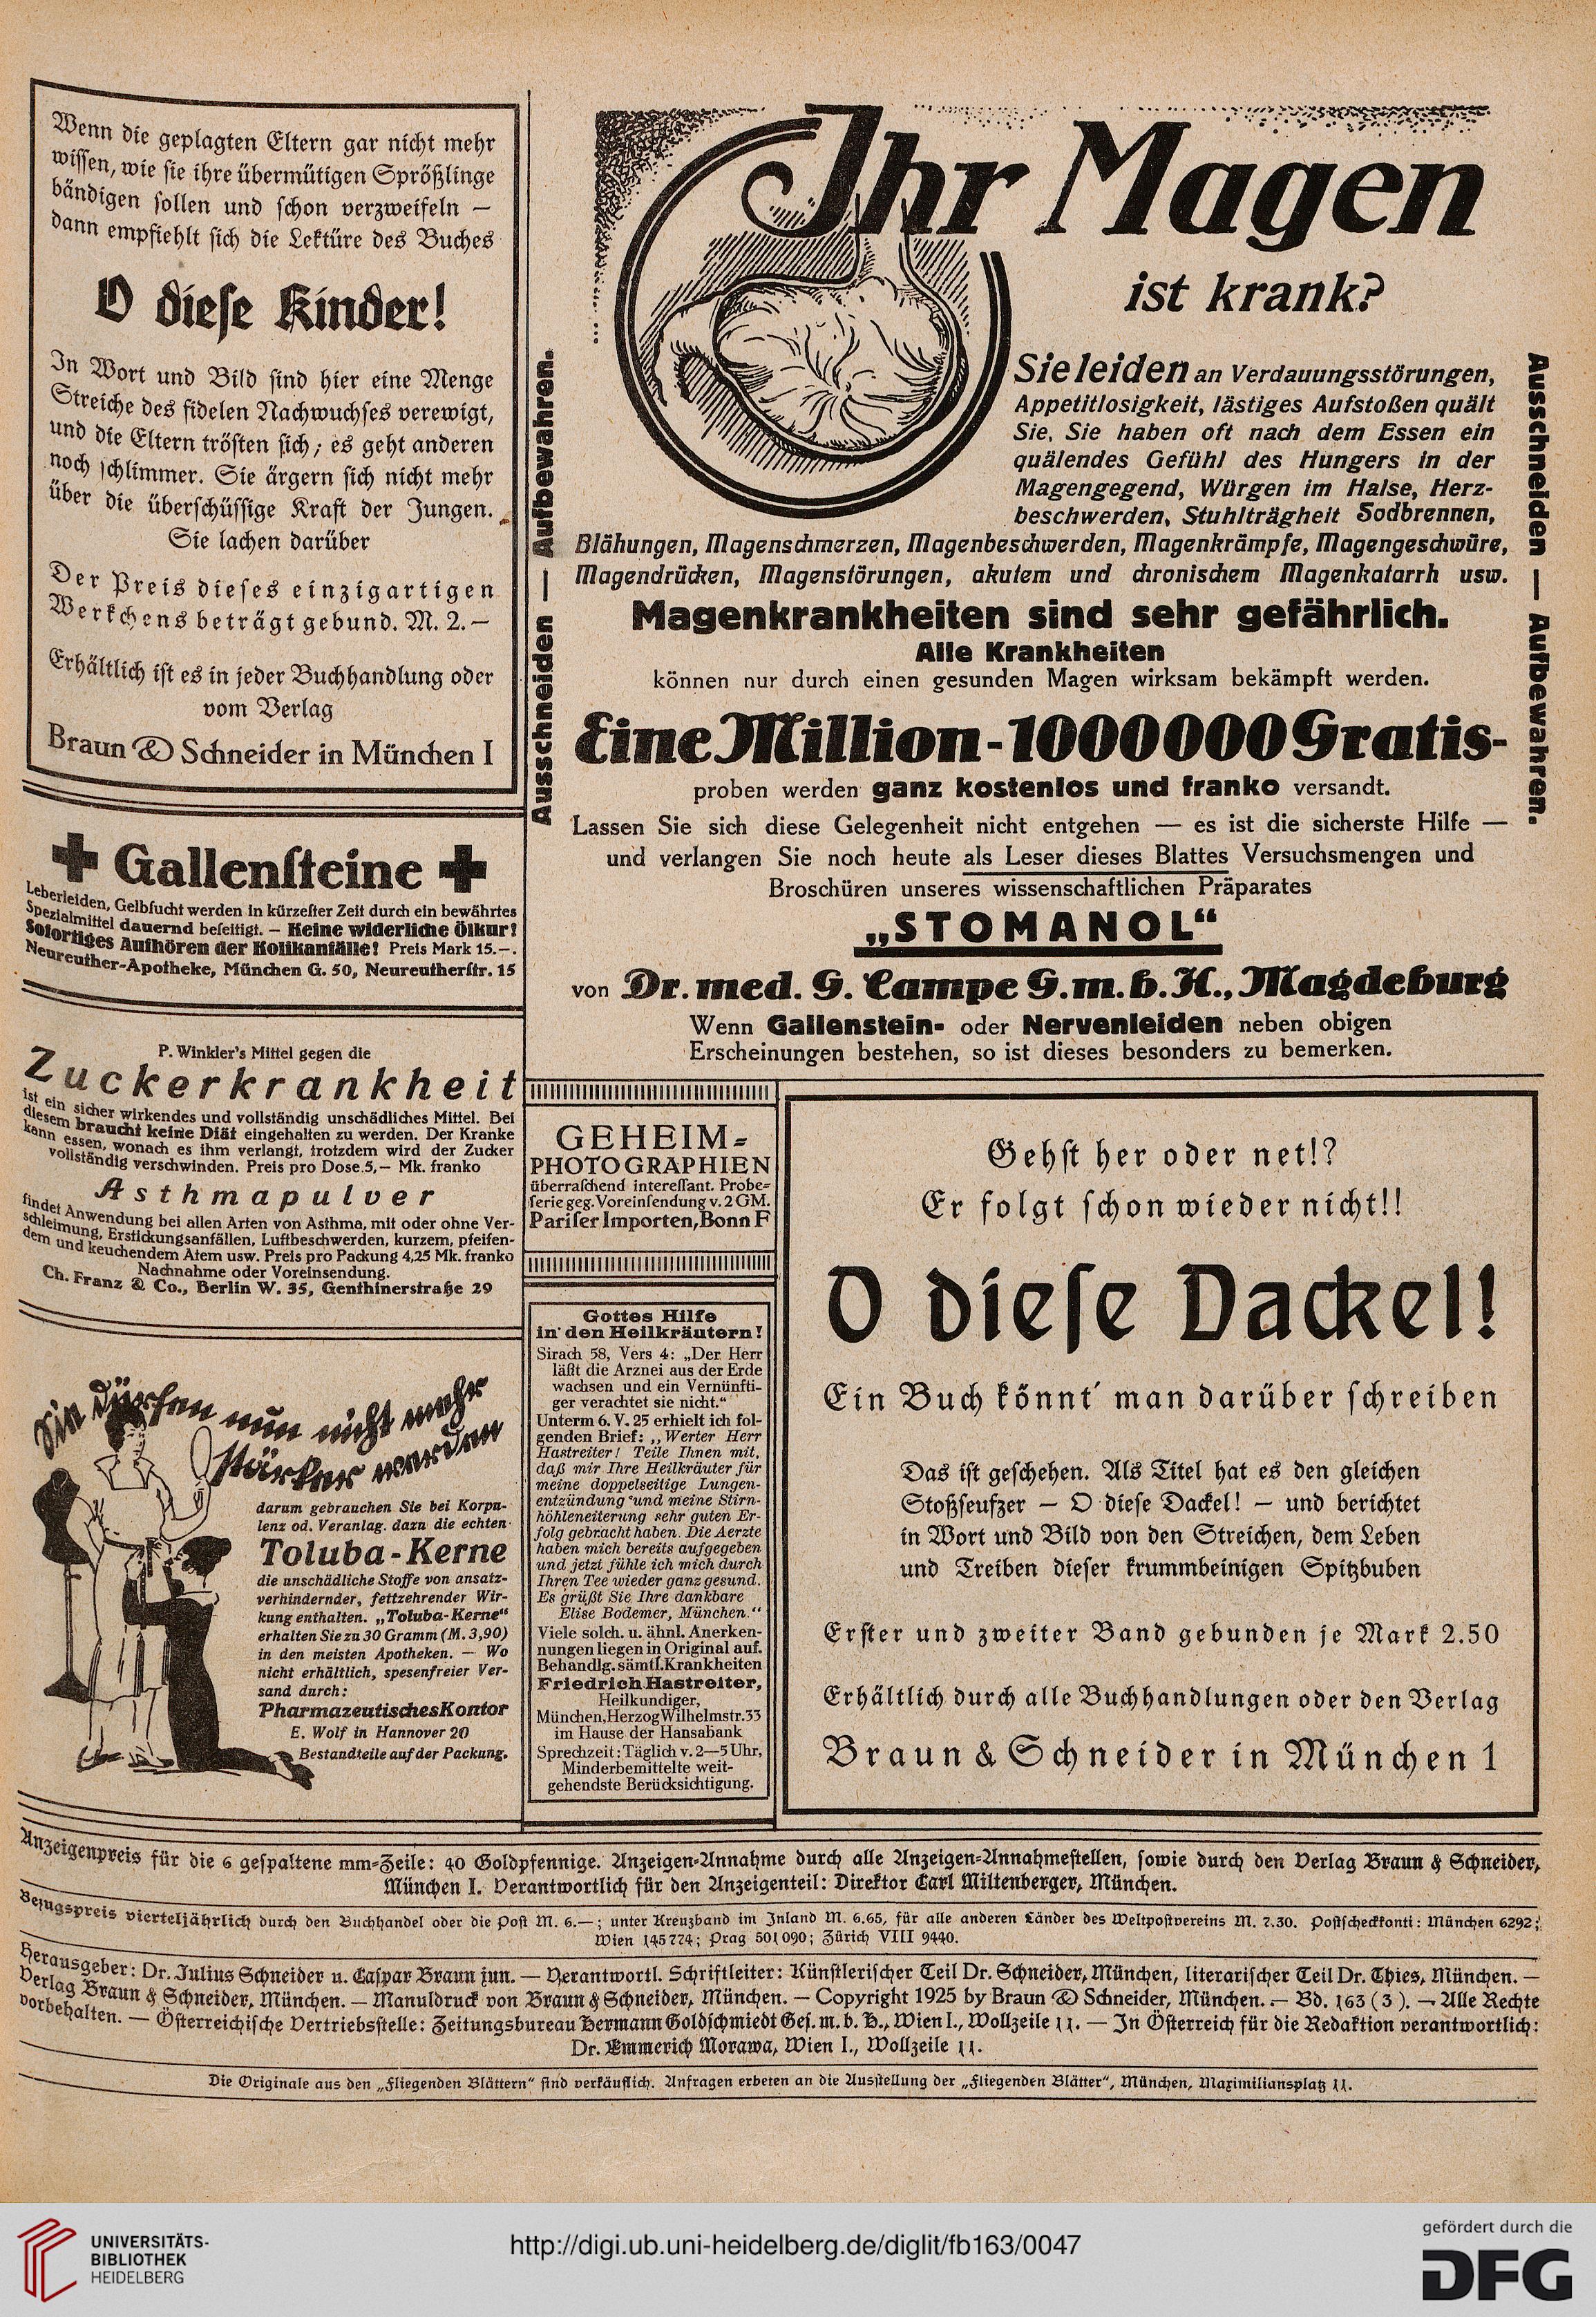 Wenn die geplagten Eltern gar nicht mehr
wissen, wie sie ihre übermütigen Sprößlinge
bändigen sollen und schon verzweifeln —
dann empfiehlt sich die Lektüre des Buches
O diese Kinder!
In Wort und Bild sind hier eine Menge
Streiche des fidelen Nachwuchses verewigt,
und die Eltern trösten sich; es geht anderen
noch schlimmer. Sie ärgern sich nicht mehr
über die überschüssige Kraft der Jungen.
Sie lachen darüber
Der Preis dieses einzigartigen
Werkchens beträgt gebund. M. 2.—
Erhältlich ist es in jeder Buchhandlung oder
vom Verlag
Braun & Schneider in München I
✚ Gallensteine ✚
Leberleiden, Gelbsucht werden in kürzester Zeit durch ein bewährtes
Spezialmittel dauernd beseitigt. — Keine widerliche Ölkur!
Sofortiges Aufhören der Kolikanfälle! Preis Mark 15.—.
Neureuther-Apotheke, München G. 50, Neureutherstr. 15
P. Winkler's Mittel gegen die
Zuckerkrankheit
ist ein sicher wirkendes und vollständig unschädliches Mittel. Bei
diesem braucht keine Diät eingehalten zu werden. Der Kranke
kann essen, wonach es ihm verlangt, trotzdem wird der Zucker
vollständig verschwinden. Preis pro Dose 5,— Mk. franko
Asthmapulver
findet Anwendung bei allen Arten von Asthma, mit oder ohne Ver-
schleimung, Erstickungsanfällen, Luftbeschwerden, kurzem, pfeifen-
dem und keuchendem Atem usw. Preis pro Packung 4,25 Mk. franko
Nachnahme oder Voreinsendung.
Ch. Franz & Co., Berlin W. 35, Genthinerstraße 29
Sie dürfen nun nicht mehr
stärker werden
darum gebrauchen Sie bei Korpu-
lenz od. Veranlag. dazu die echten
Toluba-Kerne
die unschädliche Stoffe von ansatz-
verhindernder, fettzehrender Wir-
kung enthalten. „Toluba-Kerne“
erhalten Sie zu 30 Gramm (M. 3,90)
in den meisten Apotheken. — Wo
nicht erhältlich, spesenfreier Ver-
sand durch:
Pharmazeutisches Kontor
E. Wolf in Hannover 20
Bestandteile auf der Packung.
Ausschneiden — Aufbewahren.
Ihr Magen
ist krank?
Sie leiden an Verdauungsstörungen,
Appetitlosigkeit, lästiges Aufstoßen quält
Sie, Sie haben oft nach dem Essen ein
quälendes Gefühl des Hungers in der
Magengegend, Würgen im Halse, Herz-
beschwerden, Stuhlträgheit Sodbrennen,
Blähungen, Magenschmerzen, Magenbeschwerden, Magenkrämpfe, Magengeschwüre,
Magendrücken, Magenstörungen, akutem und chronischem Magenkatarrh usw.
Magenkrankheiten sind sehr gefährlich.
Alle Krankheiten
können nur durch einen gesunden Magen wirksam bekämpft werden.
Eine Million - 1000000 Gratis-
proben werden ganz kostenlos und franko versandt.
Lassen Sie sich diese Gelegenheit nicht entgehen — es ist die sicherste Hilfe —
und verlangen Sie noch heute als Leser dieses Blattes Versuchsmengen und
Broschüren unseres wissenschaftlichen Präparates
„STOMANOL“
von Dr. med. G. Campe G.m.b.H., Magdeburg
Wenn Gallenstein- oder Nervenleiden neben obigen
Erscheinungen bestehen, so ist dieses besonders zu bemerken.
Ausschneiden — Aufbewahren.
GEHEIM-
PHOTOGRAPHIEN
überraschend interessant. Probe-
serie geg. Voreinsendung v. 2 GM.
Pariser Importen, Bonn F
Gottes Hilfe
in den Heilkräutern!
Sirach 58, Vers 4: „Der Herr
läßt die Arznei aus der Erde
wachsen und ein Vernünfti-
ger verachtet sie nicht.“
Unterm 6. V. 25 erhielt ich fol-
genden Brief: „Werter Herr
Hastreiter! Teile Ihnen mit,
daß mir Ihre Heilkräuter für
meine doppelseitige Lungen-
entzündung und meine Stirn-
höhleneiterung sehr guten Er-
folg gebracht haben. Die Aerzte
haben mich bereits aufgegeben
und jetzt fühle ich mich durch
Ihren Tee wieder ganz gesund.
Es grüßt Sie Ihre dankbare
Elise Bodemer, München.“
Viele solch. u. ähnl. Anerken-
nungen liegen in Original auf.
Behandlg. sämtl. Krankheiten
Friedrich Hastreiter,
Heilkundiger,
München, Herzog Wilhelmstr. 33
im Hause der Hansabank
Sprechzeit: Täglich v. 2—5 Uhr,
Minderbemittelte weit-
gehendste Berücksichtigung.
Gehst her oder net!?
Er folgt schon wieder nicht!!
O diese Dackel!
Ein Buch könnt' man darüber schreiben
Das ist geschehen. Als Titel hat es den gleichen
Stoßseufzer — O diese Dackel! — und berichtet
in Wort und Bild von den Streichen, dem Leben
und Treiben dieser krummbeinigen Spitzbuben
Erster und zweiter Band gebunden je Mark 2.50
Erhältlich durch alle Buchhandlungen oder den Verlag
Braun & Schneider in München 1
Anzeigenpreis für die 6 gespaltene mm-Zeile: 40 Goldpfennige. Anzeigen-Annahme durch alle Anzeigen-Annahmestellen, sowie durch den Verlag Braun & Schneider,
München I. Verantwortlich für den Anzeigenteil: Direktor Carl Miltenberger, München.
Bezugspreis vierteljährlich durch den Buchhandel oder die Post M. 6.—; unter Kreuzband im Inland M. 6.65, für alle anderen Länder des Weltpostvereins M. 7.30. Postscheckkonti: München 6292;
Wien 145774; Prag 501090; Zürich VIII 9440.
Herausgeber: Dr. Julius Schneider u. Caspar Braun jun. — Verantwortl. Schriftleiter: Künstlerischer Teil Dr. Schneider, München, literarischer Teil Dr. Thies, München. —
Verlag Braun & Schneider, München. — Manuldruck von Braun & Schneider, München. — Copyright 1925 by Braun & Schneider, München. — Bd. 163 (3). — Alle Rechte
vorbehalten. — Österreichische Vertriebsstelle: Zeitungsbureau Hermann Goldschmiedt Ges. m. b. H., Wien I., Wollzeile 11. — In Österreich für die Redaktion verantwortlich:
Dr. Emmerich Morawa, Wien I., Wollzeile 11.
Die Originale aus den „Fliegenden Blättern“ sind verkäuflich. Anfragen erbeten an die Ausstellung der „Fliegenden Blätter“, München, Maximiliansplatz 11.
UNIVERSITÄTS-
BIBLIOTHEK
HEIDELBERG
http://digi.ub.uni-heidelberg.de/diglit/fb163/0047
gefördert durch die
DFG